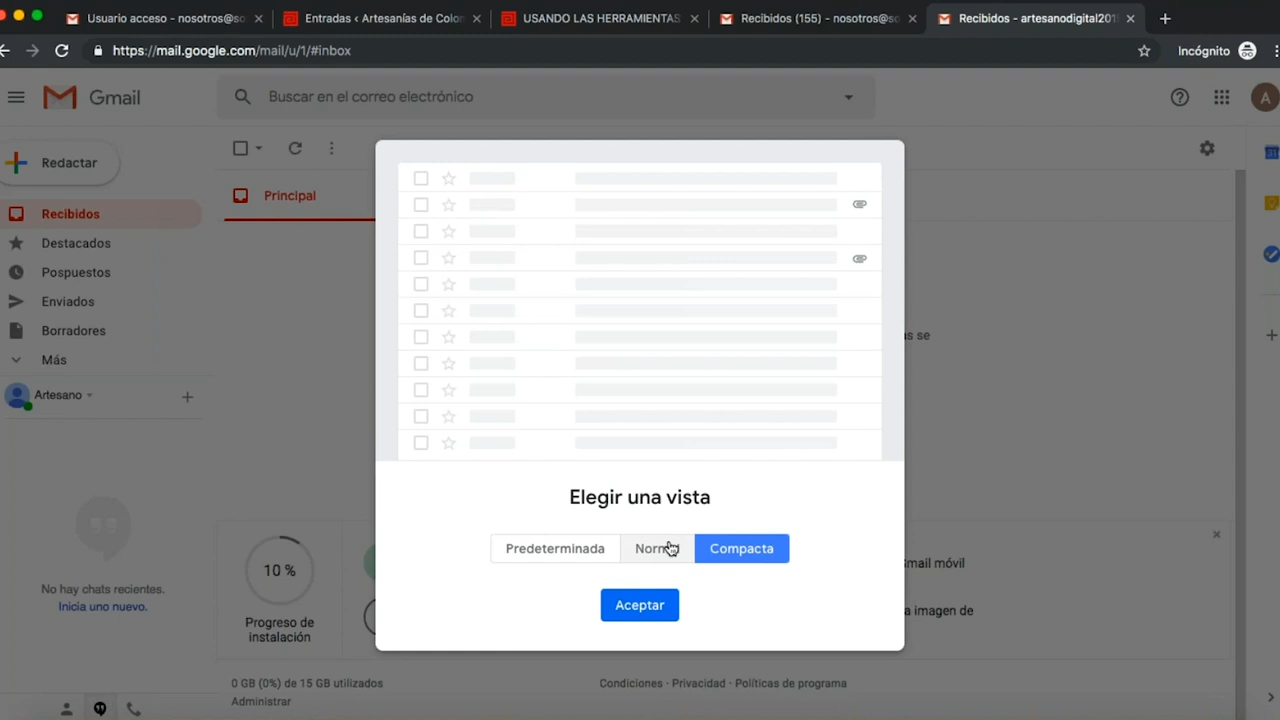 Usuario acceso - nosotros@so
Entradas ‹ Artesanías de Colom
USANDO LAS HERRAMIENTAS
Recibidos (155) - nosotros@so
Recibidos - artesanodigital201
https://mail.google.com/mail/u/1/#inbox
Incógnito
Gmail
Buscar en el correo electrónico
A
Redactar
Principal
Recibidos
Destacados
Pospuestos
Enviados
Borradores
Más
as se
Artesano
Elegir una vista
Predeterminada
Compacta
Aceptar
10 %
Progreso de
instalación
No hay chats recientes.
Inicia uno nuevo.
Gmail móvil
a imagen de
0 GB (0%) de 15 GB utilizados
Administrar
Condiciones · Privacidad · Políticas de programa